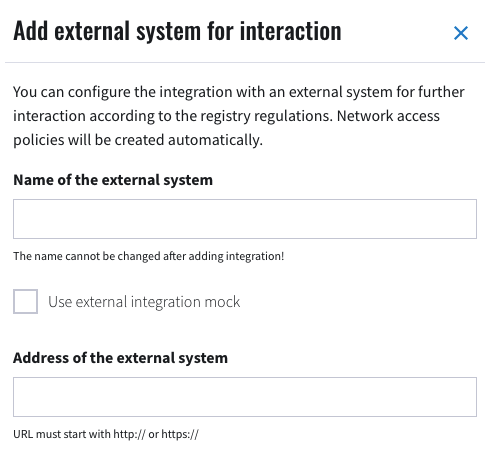 Add external system for interaction
You can configure the integration with an external system for further
interaction according to the registry regulations. Network access
policies will be created automatically.
Name of the external system
The name cannot be changed after adding integration!
Use external integration mock
Address of the external system
URL must start with http:// or https://